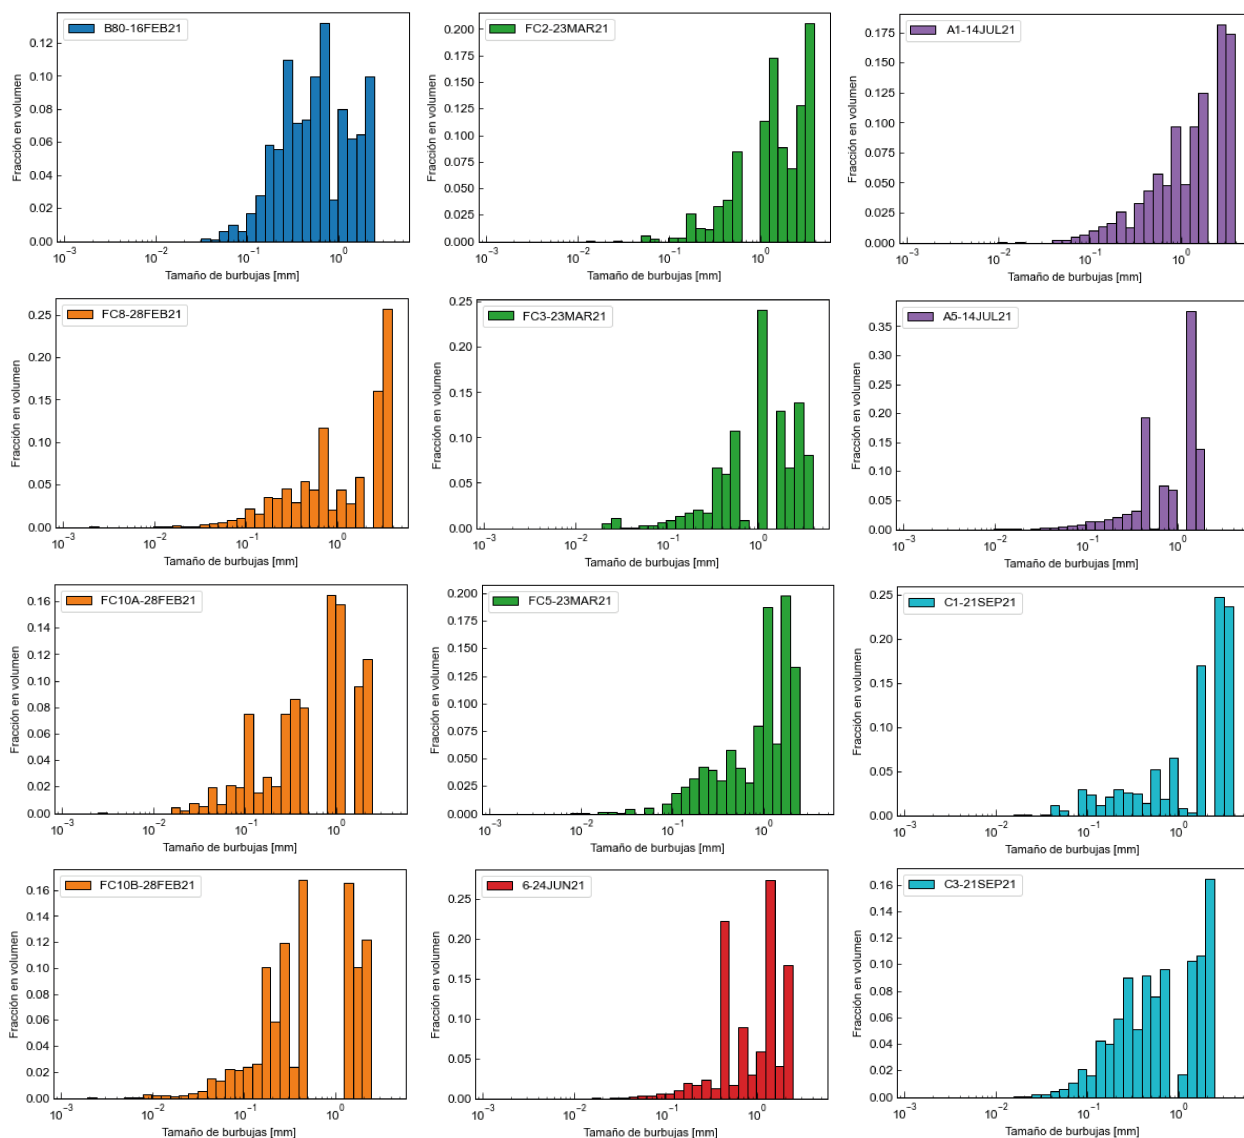 B80-16FEB21
Fracción en volumen
0.12
0.10
0.08
0.06
0.04
0.02
0.00
10⁻³ 10⁻² 10⁻¹ 10⁰
Tamaño de burbujas [mm]
FC2-23MAR21
Fracción en volumen
0.200
0.175
0.150
0.125
0.100
0.075
0.050
0.025
0.000
10⁻³ 10⁻² 10⁻¹ 10⁰
Tamaño de burbujas [mm]
A1-14JUL21
Fracción en volumen
0.175
0.150
0.125
0.100
0.075
0.050
0.025
0.000
10⁻³ 10⁻² 10⁻¹ 10⁰
Tamaño de burbujas [mm]
FC8-28FEB21
Fracción en volumen
0.25
0.20
0.15
0.10
0.05
0.00
10⁻³ 10⁻² 10⁻¹ 10⁰
Tamaño de burbujas [mm]
FC3-23MAR21
Fracción en volumen
0.25
0.20
0.15
0.10
0.05
0.00
10⁻³ 10⁻² 10⁻¹ 10⁰
Tamaño de burbujas [mm]
A5-14JUL21
Fracción en volumen
0.35
0.30
0.25
0.20
0.15
0.10
0.05
0.00
10⁻³ 10⁻² 10⁻¹ 10⁰
Tamaño de burbujas [mm]
FC10A-28FEB21
Fracción en volumen
0.16
0.14
0.12
0.10
0.08
0.06
0.04
0.02
0.00
10⁻³ 10⁻² 10⁻¹ 10⁰
Tamaño de burbujas [mm]
FC5-23MAR21
Fracción en volumen
0.200
0.175
0.150
0.125
0.100
0.075
0.050
0.025
0.000
10⁻³ 10⁻² 10⁻¹ 10⁰
Tamaño de burbujas [mm]
C1-21SEP21
Fracción en volumen
0.25
0.20
0.15
0.10
0.05
0.00
10⁻³ 10⁻² 10⁻¹ 10⁰
Tamaño de burbujas [mm]
FC10B-28FEB21
Fracción en volumen
0.16
0.14
0.12
0.10
0.08
0.06
0.04
0.02
0.00
10⁻³ 10⁻² 10⁻¹ 10⁰
Tamaño de burbujas [mm]
6-24JUN21
Fracción en volumen
0.25
0.20
0.15
0.10
0.05
0.00
10⁻³ 10⁻² 10⁻¹ 10⁰
Tamaño de burbujas [mm]
C3-21SEP21
Fracción en volumen
0.16
0.14
0.12
0.10
0.08
0.06
0.04
0.02
0.00
10⁻³ 10⁻² 10⁻¹ 10⁰
Tamaño de burbujas [mm]